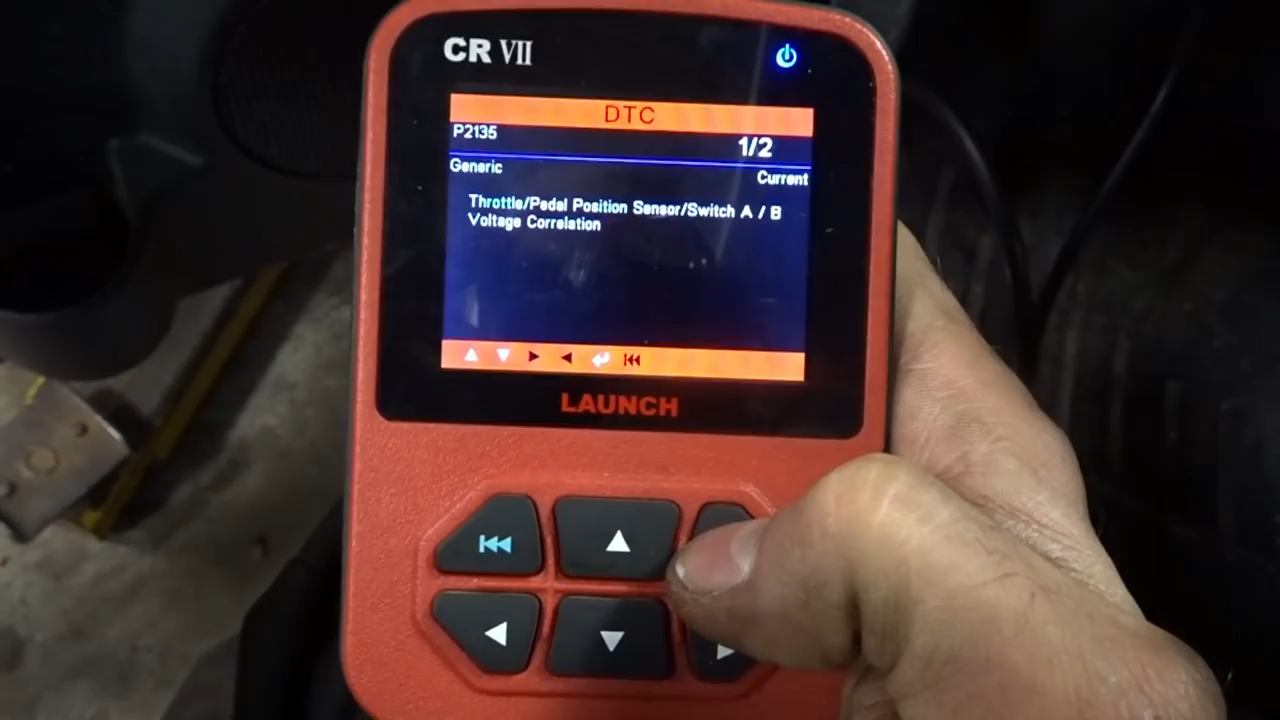 CR VII
DTC
P2135
1/2
Generic
Current
Throttle/Pedal Position Sensor/Switch A / B
Voltage Correlation
LAUNCH